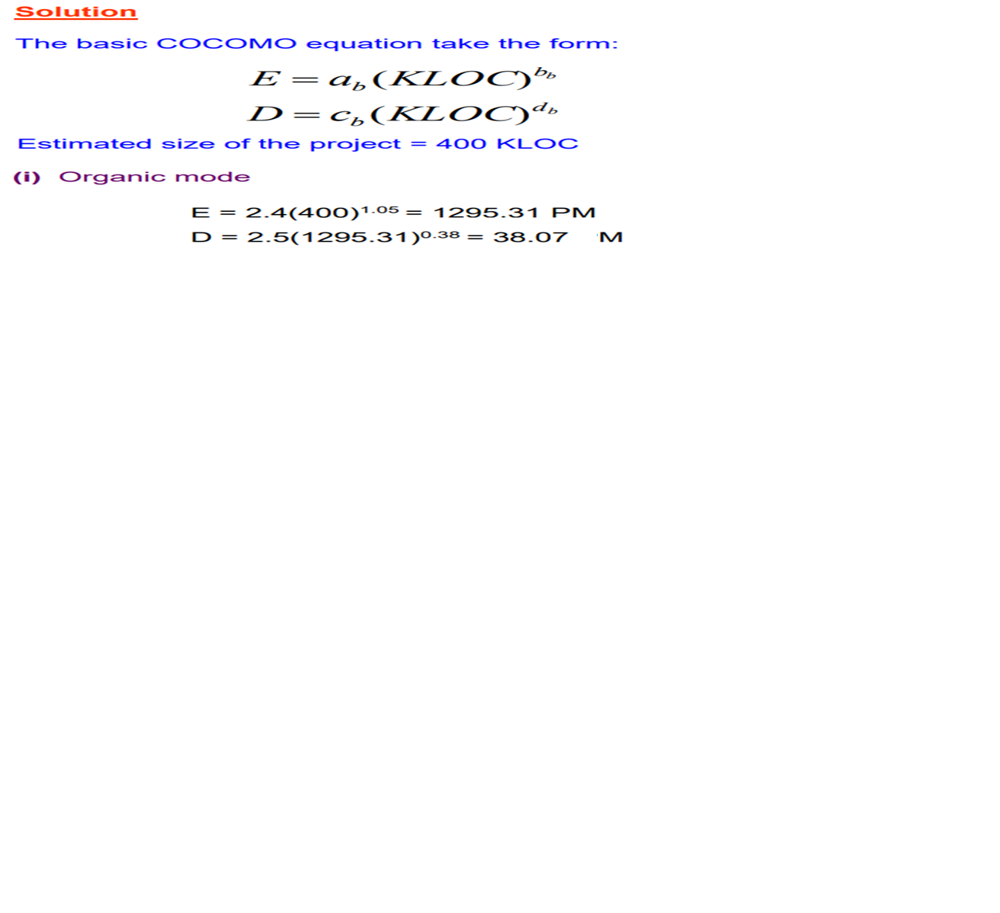 Solution
The basic COCOMO equation take the form:
E = a_b (KLOC)^{b_b}
D = c_b (KLOC)^{d_b}
Estimated size of the project = 400 KLOC
(i) Organic mode
E = 2.4(400)^{1.05} = 1295.31 PM
D = 2.5(1295.31)^{0.38} = 38.07 M